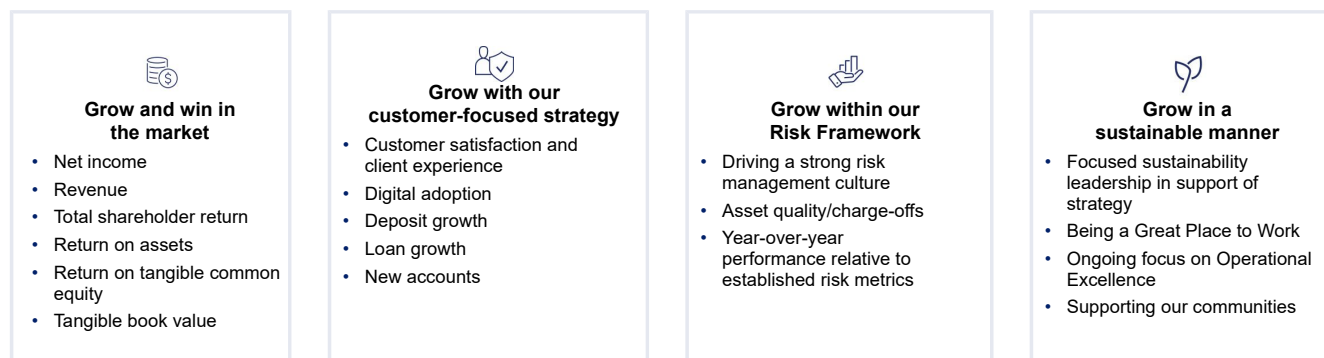 Grow and win in
the market
• Net income
• Revenue
• Total shareholder return
• Return on assets
• Return on tangible common
equity
• Tangible book value
Grow with our
customer-focused strategy
• Customer satisfaction and
client experience
• Digital adoption
• Deposit growth
• Loan growth
• New accounts
Grow within our
Risk Framework
• Driving a strong risk
management culture
• Asset quality/charge-offs
• Year-over-year
performance relative to
established risk metrics
Grow in a
sustainable manner
• Focused sustainability
leadership in support of
strategy
• Being a Great Place to Work
• Ongoing focus on Operational
Excellence
• Supporting our communities